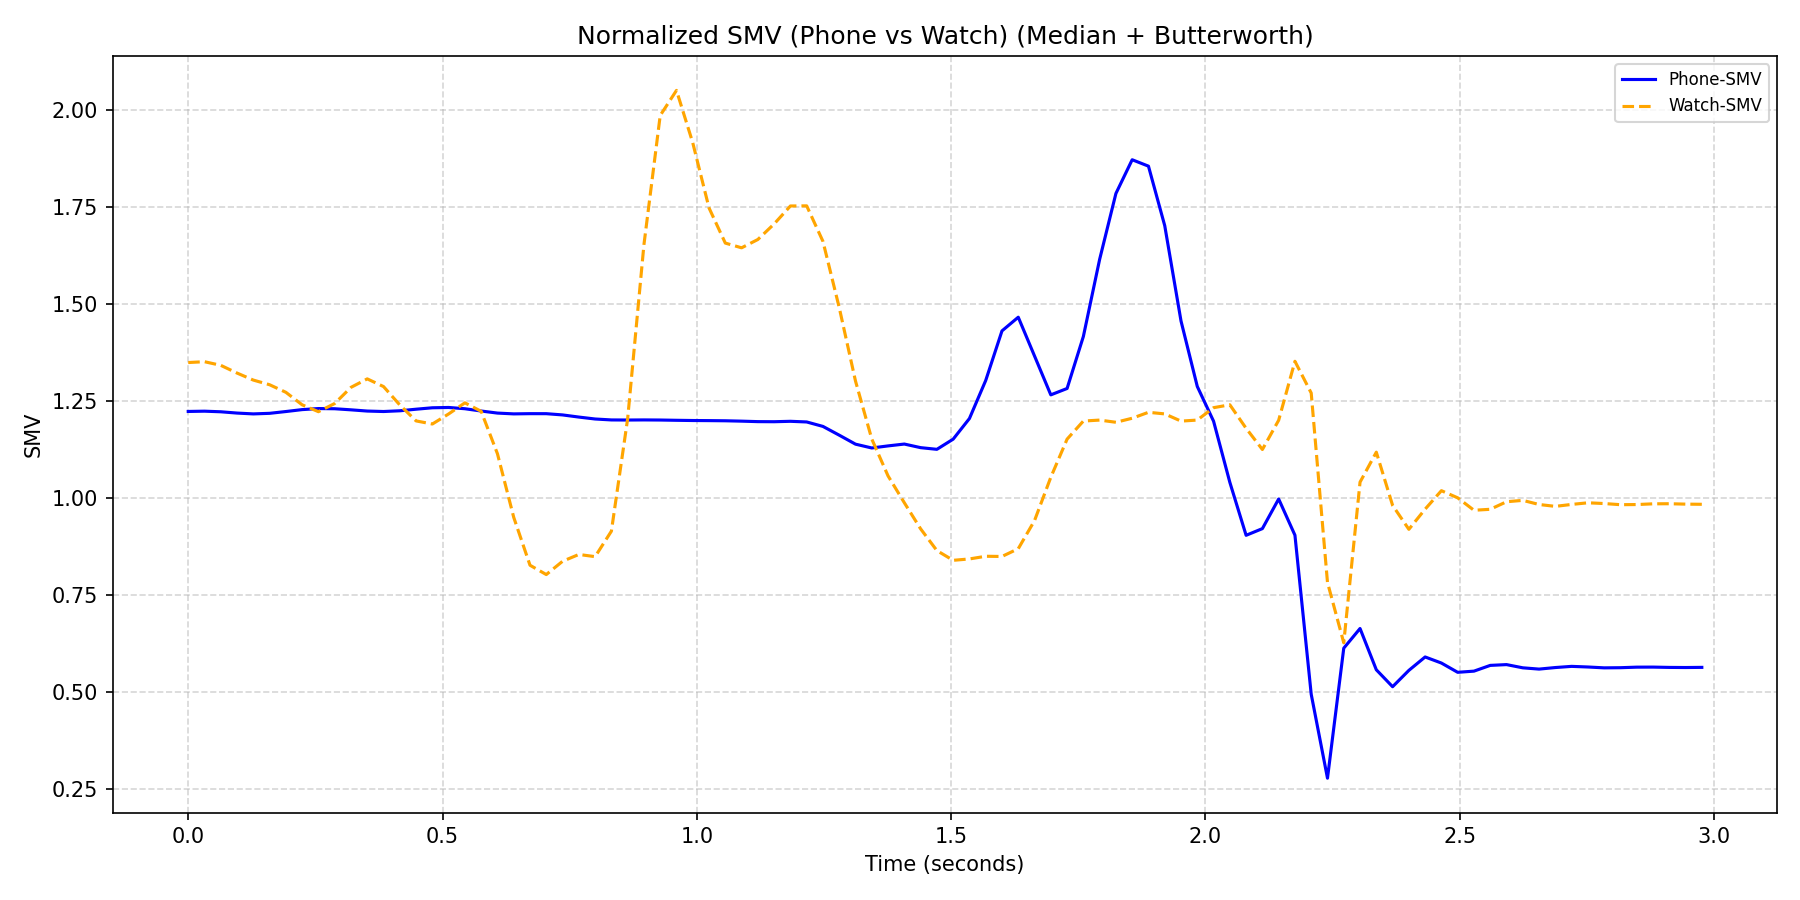 Normalized SMV (Phone vs Watch) (Median + Butterworth)
Phone-SMV
Watch-SMV
2.00
1.75
1.50
1.25
1.00
0.75
0.50
0.25
SMV
0.0 0.5 1.0 1.5 2.0 2.5 3.0
Time (seconds)